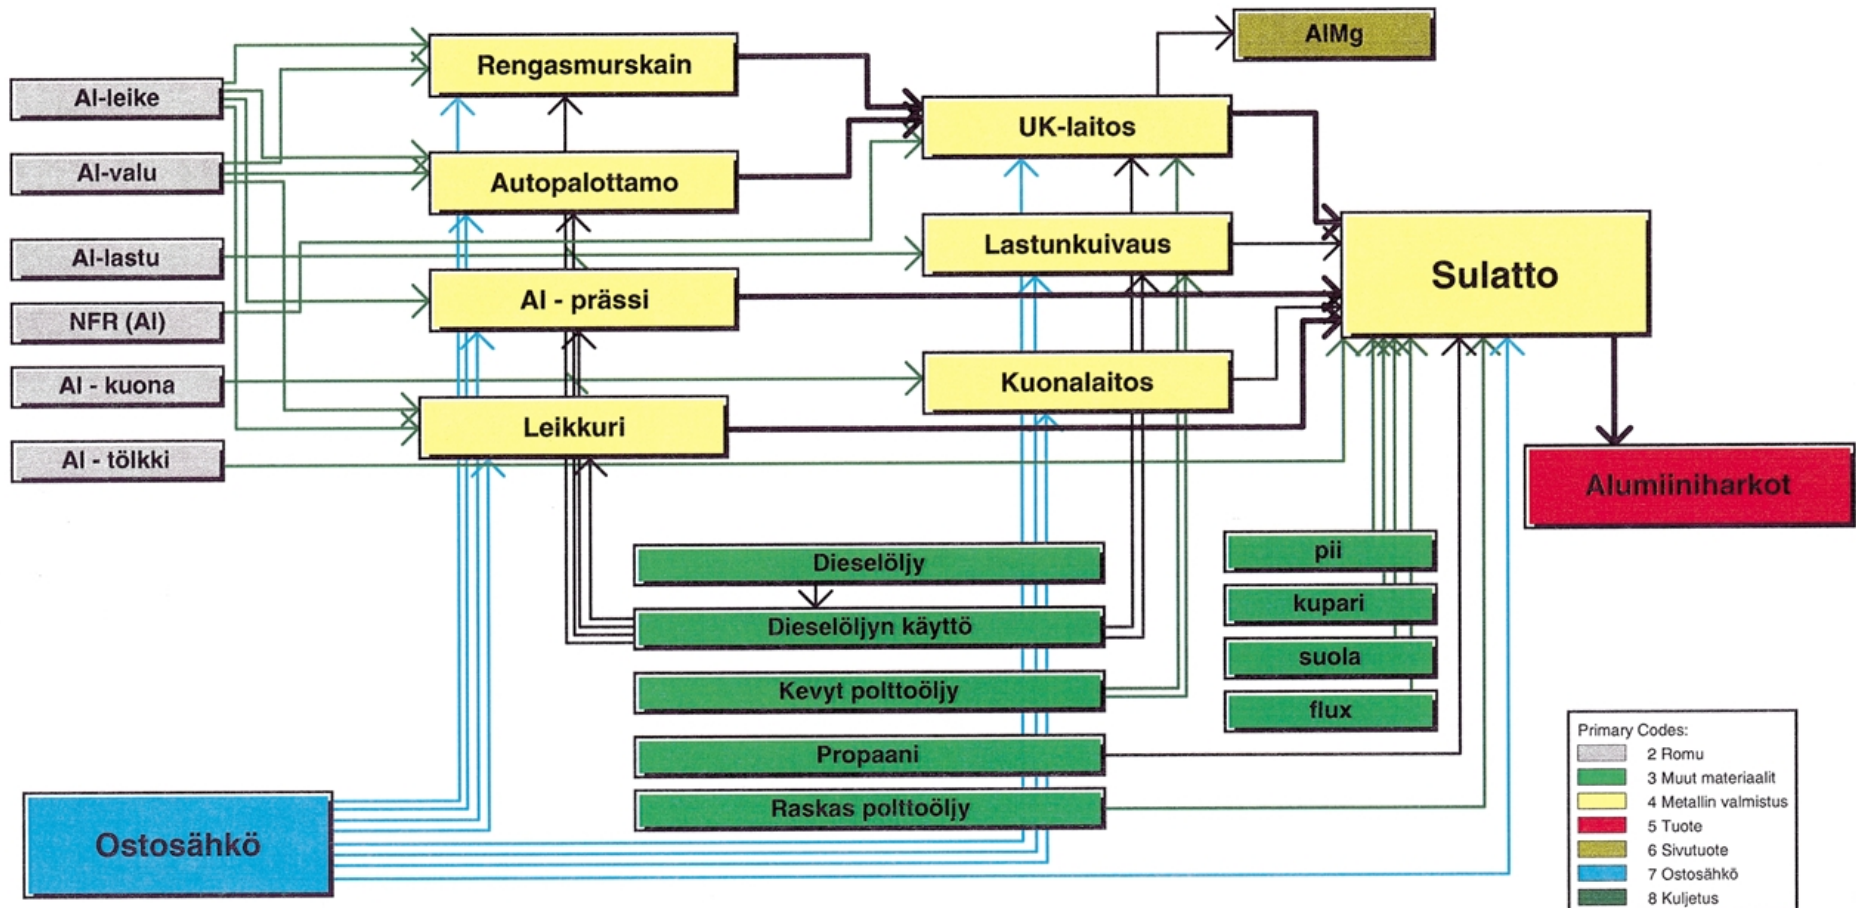 AlMg
Rengasmurskain
Al-leike
UK-laitos
Al-valu
Autopalottamo
Lastunkuivaus
Al-lastu
Sulatto
Al - prässi
NFR (Al)
Al - kuona
Kuonalaitos
Leikkuri
Al - tölkki
Alumiiniharkot
Dieselöljy
pii
Dieselöljyn käyttö
kupari
suola
Kevyt polttoöljy
flux
Propaani
Raskas polttoöljy
Ostosähkö
Primary Codes:
2 Romu
3 Muut materiaalit
4 Metallin valmistus
5 Tuote
6 Sivutuote
7 Ostosähkö
8 Kuljetus